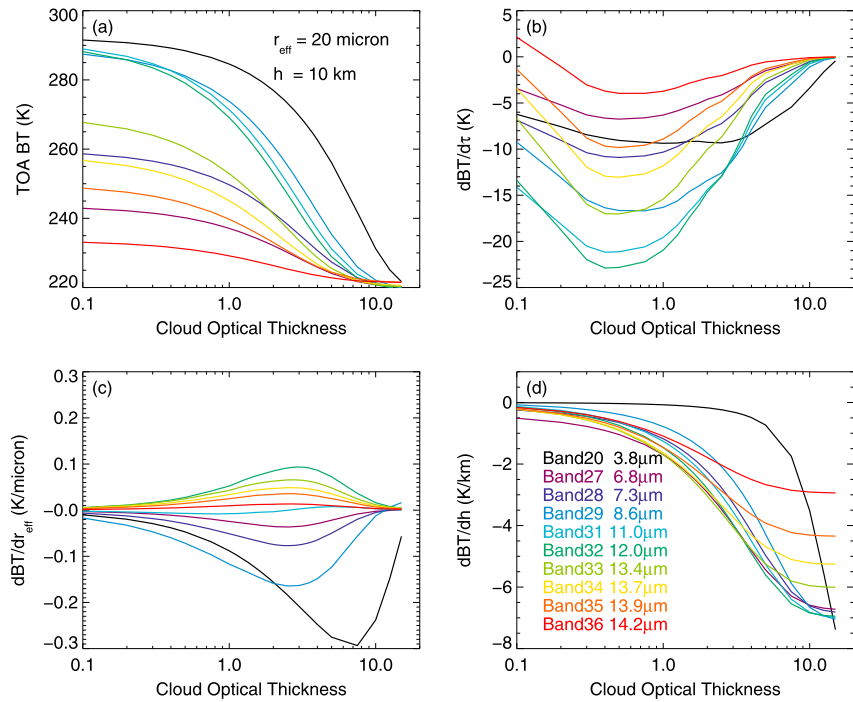 (a)
r_eff = 20 micron
h = 10 km
TOA BT (K)
300
290
280
270
260
250
240
230
220
0.1
1.0
10.0
Cloud Optical Thickness
(b)
dBT/dτ (K)
5
0
−5
−10
−15
−20
−25
0.1
1.0
10.0
Cloud Optical Thickness
(c)
dBT/dr_eff (K/micron)
0.3
0.2
0.1
−0.0
−0.1
−0.2
−0.3
0.1
1.0
10.0
Cloud Optical Thickness
(d)
dBT/dh (K/km)
0
−2
−4
−6
−8
Band20 3.8μm
Band27 6.8μm
Band28 7.3μm
Band29 8.6μm
Band31 11.0μm
Band32 12.0μm
Band33 13.4μm
Band34 13.7μm
Band35 13.9μm
Band36 14.2μm
0.1
1.0
10.0
Cloud Optical Thickness